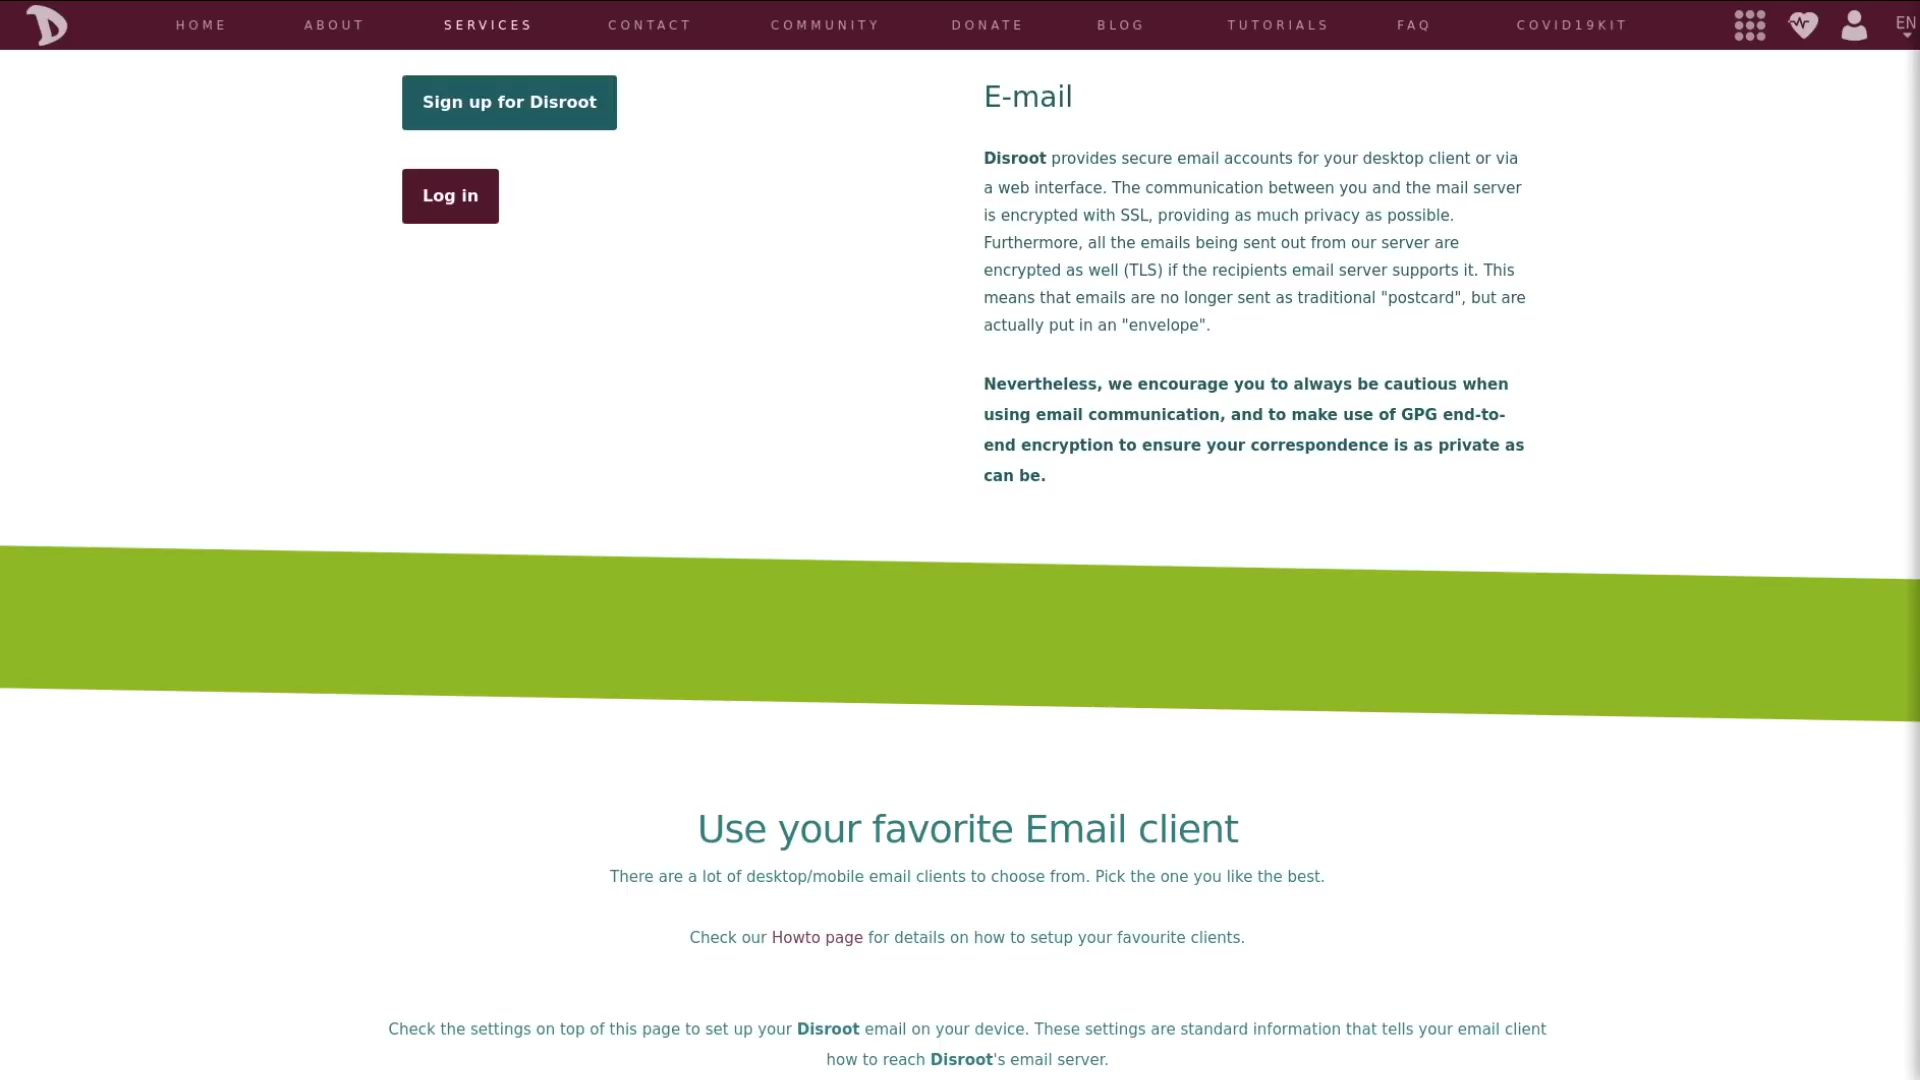 HOME ABOUT SERVICES CONTACT COMMUNITY DONATE BLOG TUTORIALS FAQ COVID19KIT EN
Sign up for Disroot
Log in
E-mail
Disroot provides secure email accounts for your desktop client or via
a web interface. The communication between you and the mail server
is encrypted with SSL, providing as much privacy as possible.
Furthermore, all the emails being sent out from our server are
encrypted as well (TLS) if the recipients email server supports it. This
means that emails are no longer sent as traditional "postcard", but are
actually put in an "envelope".
Nevertheless, we encourage you to always be cautious when
using email communication, and to make use of GPG end-to-
end encryption to ensure your correspondence is as private as
can be.
Use your favorite Email client
There are a lot of desktop/mobile email clients to choose from. Pick the one you like the best.
Check our Howto page for details on how to setup your favourite clients.
Check the settings on top of this page to set up your Disroot email on your device. These settings are standard information that tells your email client
how to reach Disroot's email server.